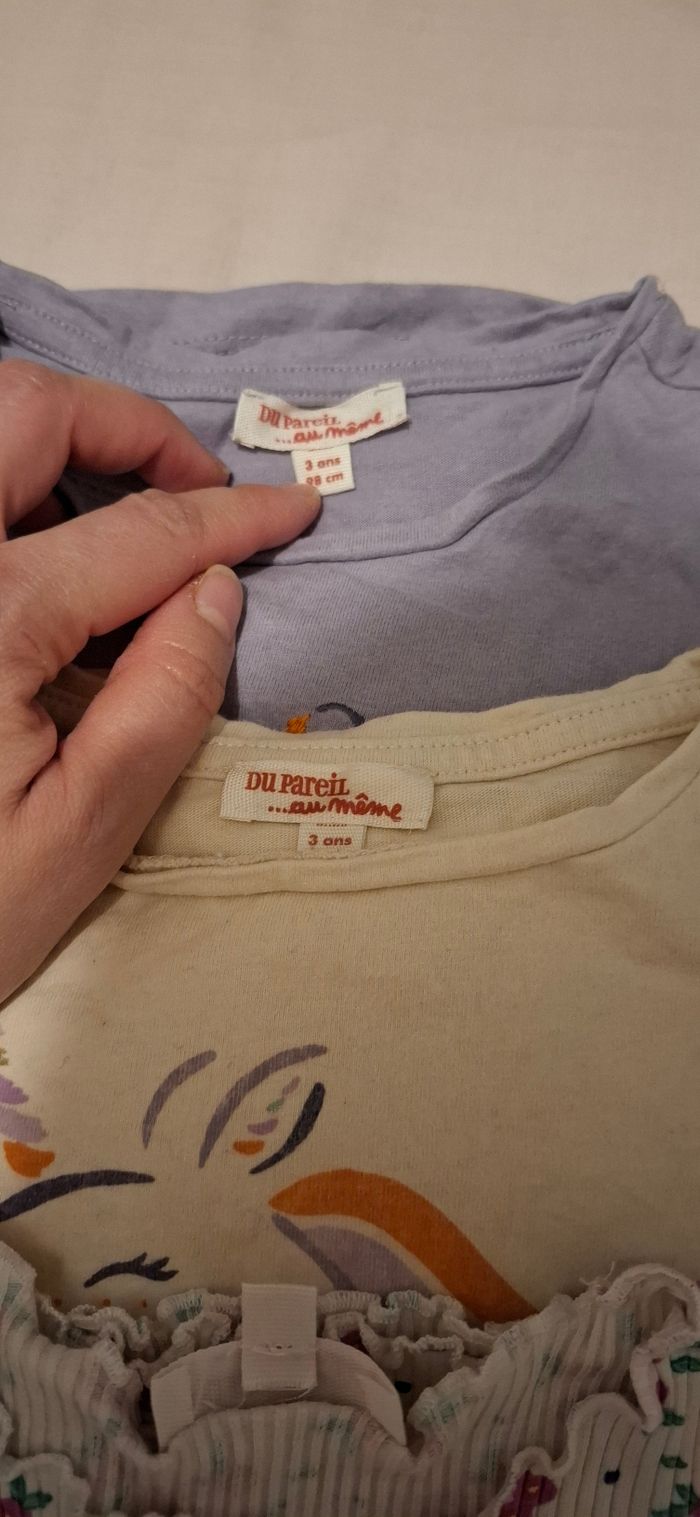 DU PAREIL
...au même
3 ans
98 cm
DU PAREIL
...au même
3 ans